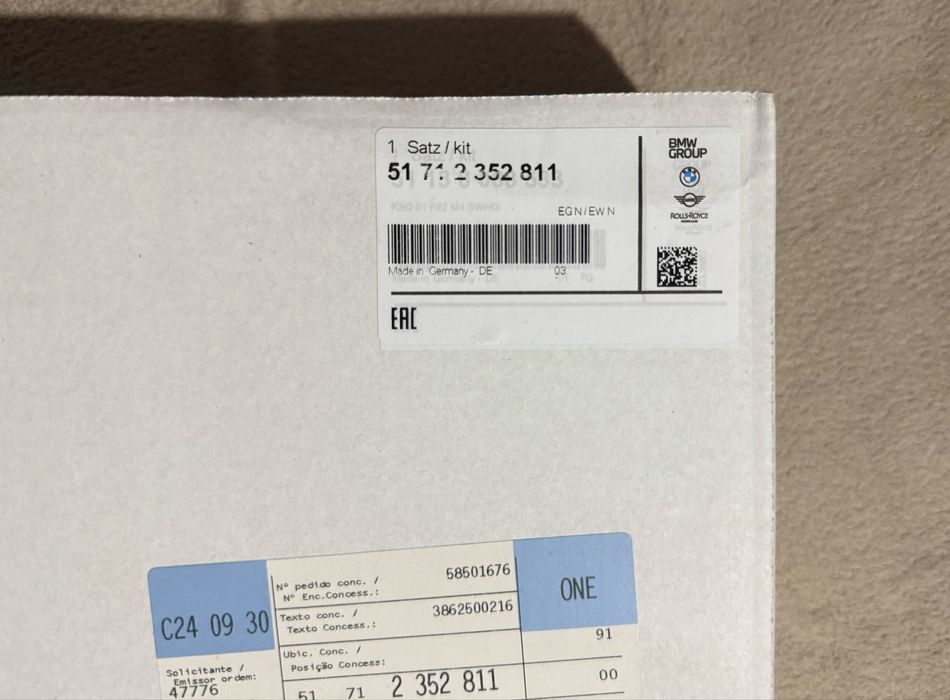 1 Satz / kit
51 71 2 352 811
EGN/EWN
Made in Germany - DE 03
EAC
BMW
GROUP
ROLLS-ROYCE
C24 09 30
Nº pedido conc. /
Nº Enc.Concess.:
58501676
ONE
Texto conc. /
Texto Concess.:
3862500216
91
Ubic. Conc. /
Posição Concess:
00
Solicitante /
Emissor ordem:
47776
51 71 2 352 811